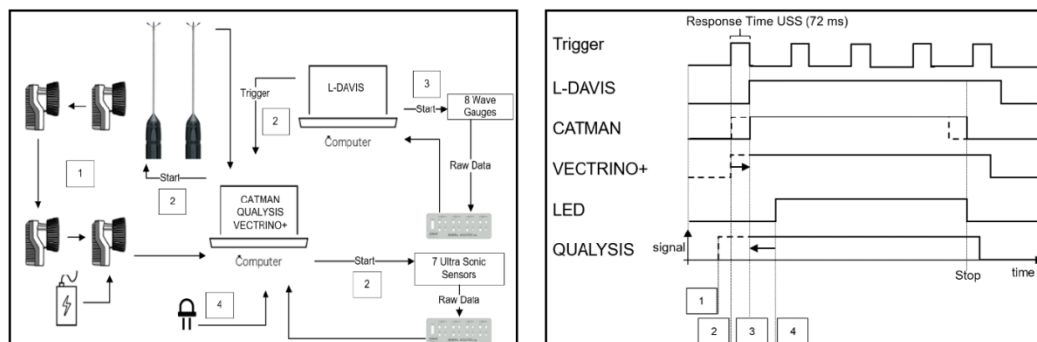 L-DAVIS
Computer
Trigger
2
3
Start
8 Wave
Gauges
Raw Data
1
Start
2
CATMAN
QUALYSIS
VECTRINO+
Computer
Start
2
7 Ultra Sonic
Sensors
Raw Data
4
Response Time USS (72 ms)
Trigger
L-DAVIS
CATMAN
VECTRINO+
LED
QUALYSIS
signal
Stop
time
1
2
3
4